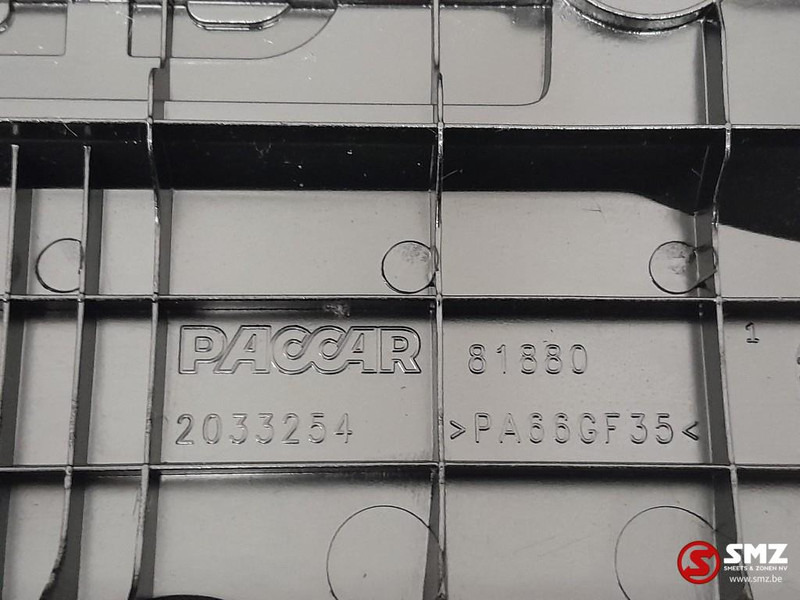 PACCAR 81880 1
2033254 >PA66GF35<
SMZ
SMEETS & ZONEN NV
www.smz.be